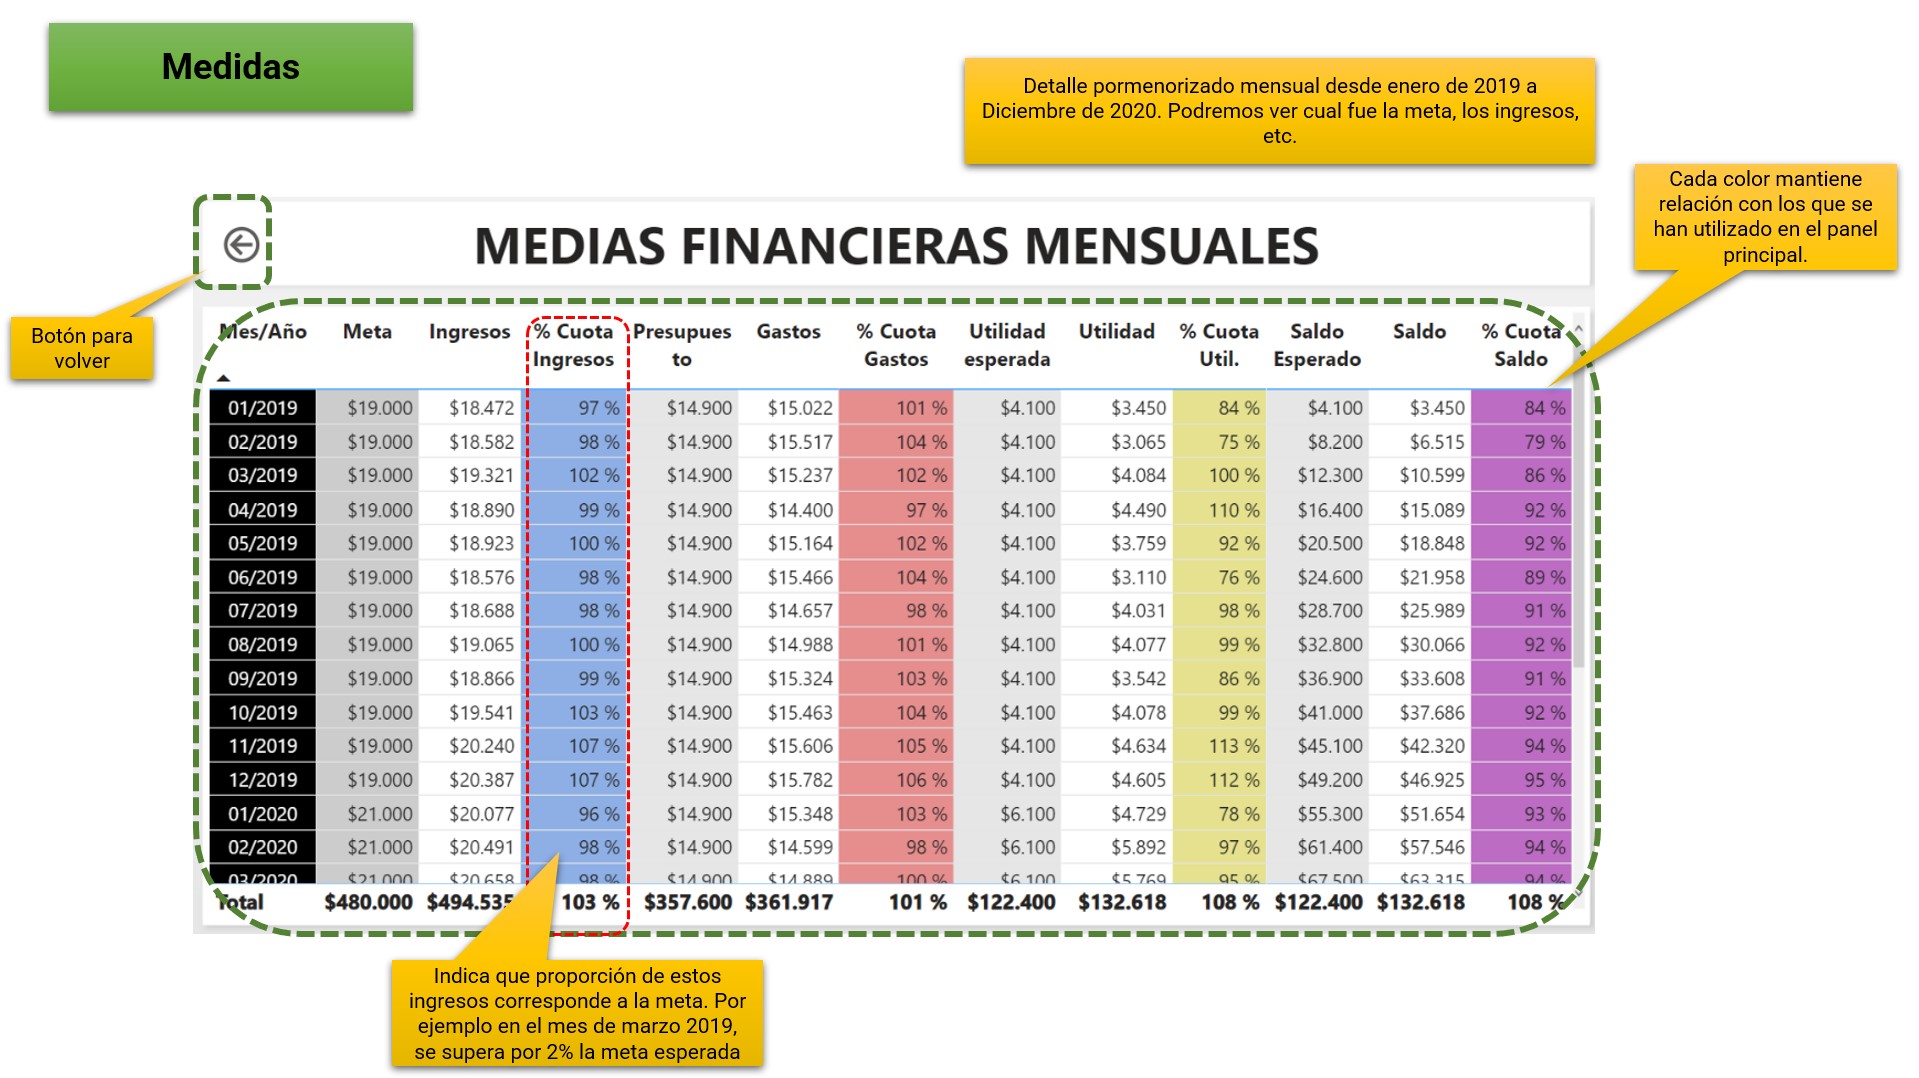 Medidas
Detalle pormenorizado mensual desde enero de 2019 a
Diciembre de 2020. Podremos ver cual fue la meta, los ingresos,
etc.
Cada color mantiene
relación con los que se
han utilizado en el panel
principal.
MEDIAS FINANCIERAS MENSUALES
Botón para
volver
Mes/Año Meta Ingresos % Cuota Ingresos Presupuesto Gastos % Cuota Gastos Utilidad esperada Utilidad % Cuota Util. Saldo Esperado Saldo % Cuota Saldo
01/2019 $19.000 $18.472 97 % $14.900 $15.022 101 % $4.100 $3.450 84 % $4.100 $3.450 84 %
02/2019 $19.000 $18.582 98 % $14.900 $15.517 104 % $4.100 $3.065 75 % $8.200 $6.515 79 %
03/2019 $19.000 $19.321 102 % $14.900 $15.237 102 % $4.100 $4.084 100 % $12.300 $10.599 86 %
04/2019 $19.000 $18.890 99 % $14.900 $14.400 97 % $4.100 $4.490 110 % $16.400 $15.089 92 %
05/2019 $19.000 $18.923 100 % $14.900 $15.164 102 % $4.100 $3.759 92 % $20.500 $18.848 92 %
06/2019 $19.000 $18.576 98 % $14.900 $15.466 104 % $4.100 $3.110 76 % $24.600 $21.958 89 %
07/2019 $19.000 $18.688 98 % $14.900 $14.657 98 % $4.100 $4.031 98 % $28.700 $25.989 91 %
08/2019 $19.000 $19.065 100 % $14.900 $14.988 101 % $4.100 $4.077 99 % $32.800 $30.066 92 %
09/2019 $19.000 $18.866 99 % $14.900 $15.324 103 % $4.100 $3.542 86 % $36.900 $33.608 91 %
10/2019 $19.000 $19.541 103 % $14.900 $15.463 104 % $4.100 $4.078 99 % $41.000 $37.686 92 %
11/2019 $19.000 $20.240 107 % $14.900 $15.606 105 % $4.100 $4.634 113 % $45.100 $42.320 94 %
12/2019 $19.000 $20.387 107 % $14.900 $15.782 106 % $4.100 $4.605 112 % $49.200 $46.925 95 %
01/2020 $21.000 $20.077 96 % $14.900 $15.348 103 % $6.100 $4.729 78 % $55.300 $51.654 93 %
02/2020 $21.000 $20.491 98 % $14.900 $14.599 98 % $6.100 $5.892 97 % $61.400 $57.546 94 %
03/2020 $21.000 $20.658 98 % $14.900 $14.889 100 % $6.100 $5.769 95 % $67.500 $63.315 94 %
Total $480.000 $494.535 103 % $357.600 $361.917 101 % $122.400 $132.618 108 % $122.400 $132.618 108 %
Indica que proporción de estos
ingresos corresponde a la meta. Por
ejemplo en el mes de marzo 2019,
se supera por 2% la meta esperada